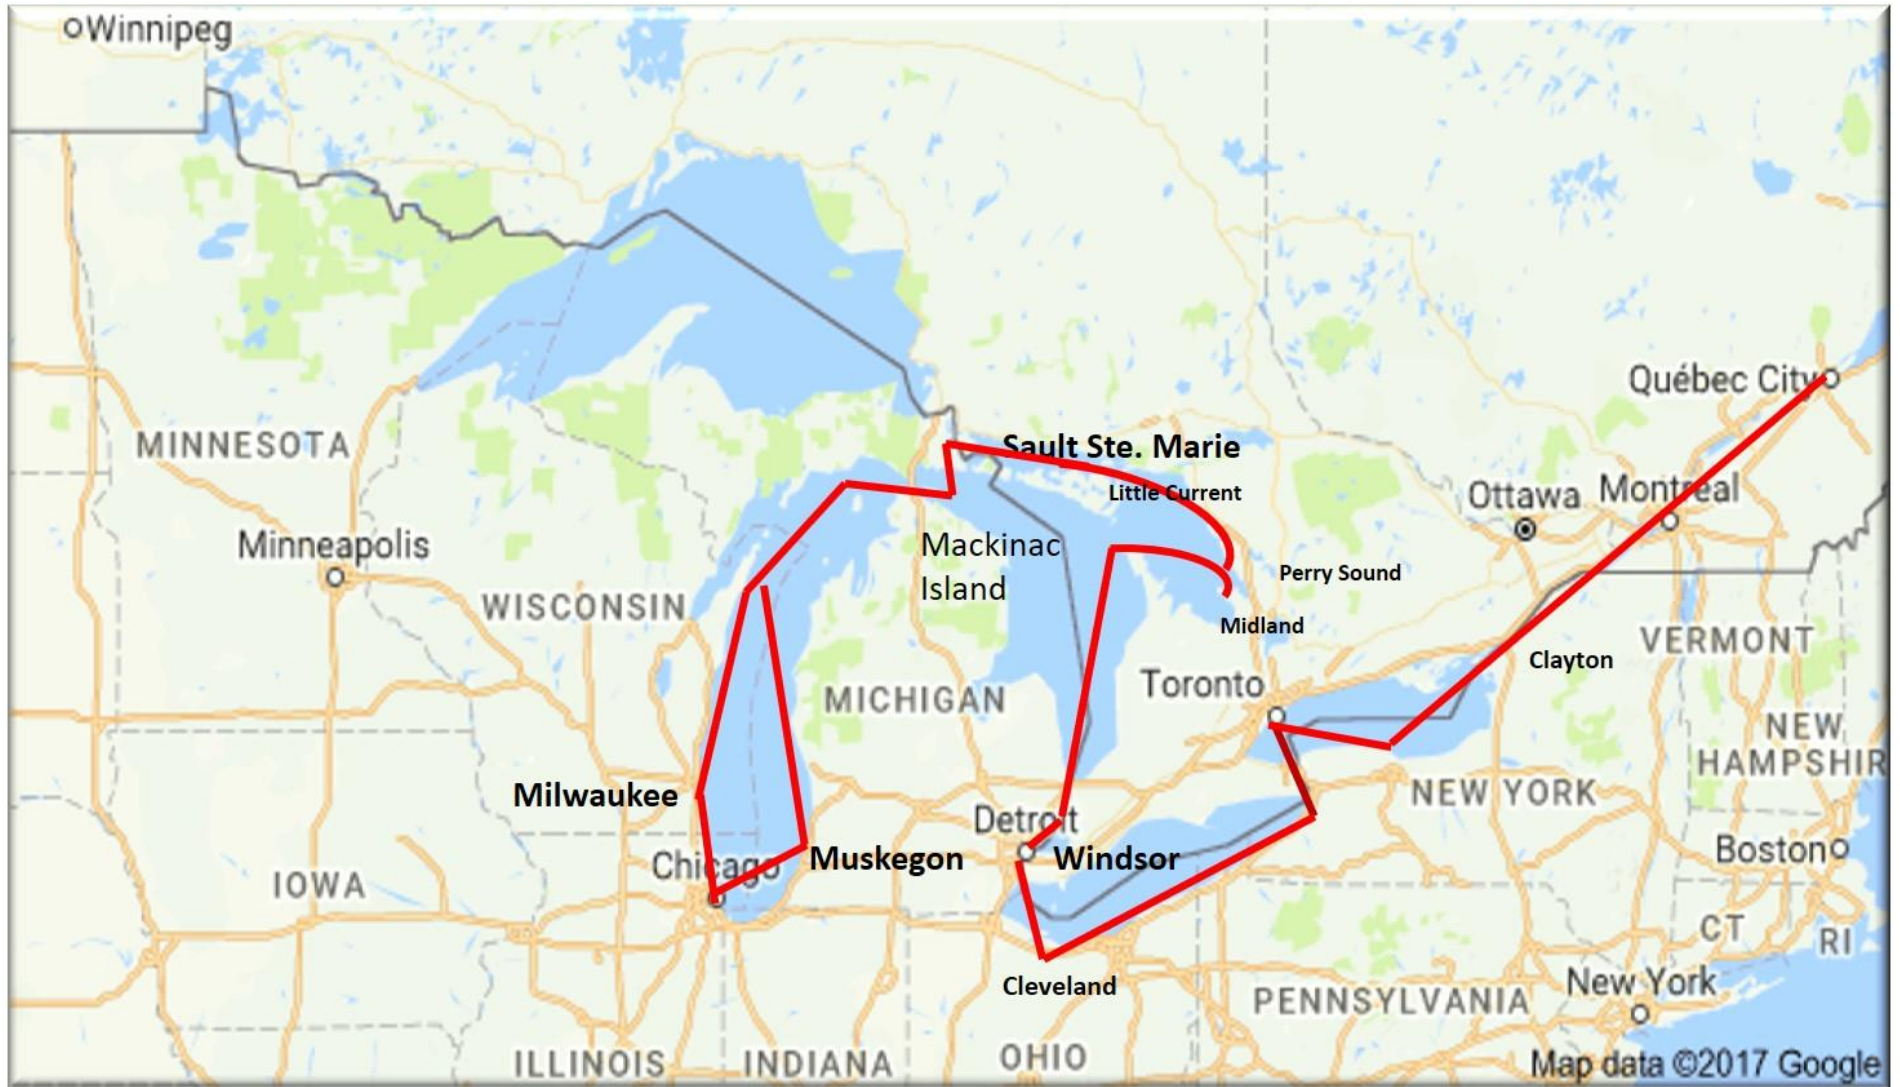 Winnipeg
Québec City
MINNESOTA
Sault Ste. Marie
Little Current
Ottawa
Montreal
Minneapolis
Mackinac
Island
Perry Sound
WISCONSIN
Midland
VERMONT
Clayton
Toronto
MICHIGAN
NEW
HAMPSHIR
Milwaukee
NEW YORK
Detroit
Boston
Chicago
Muskegon
Windsor
IOWA
CT
RI
Cleveland
New York
PENNSYLVANIA
ILLINOIS
INDIANA
OHIO
Map data ©2017 Google